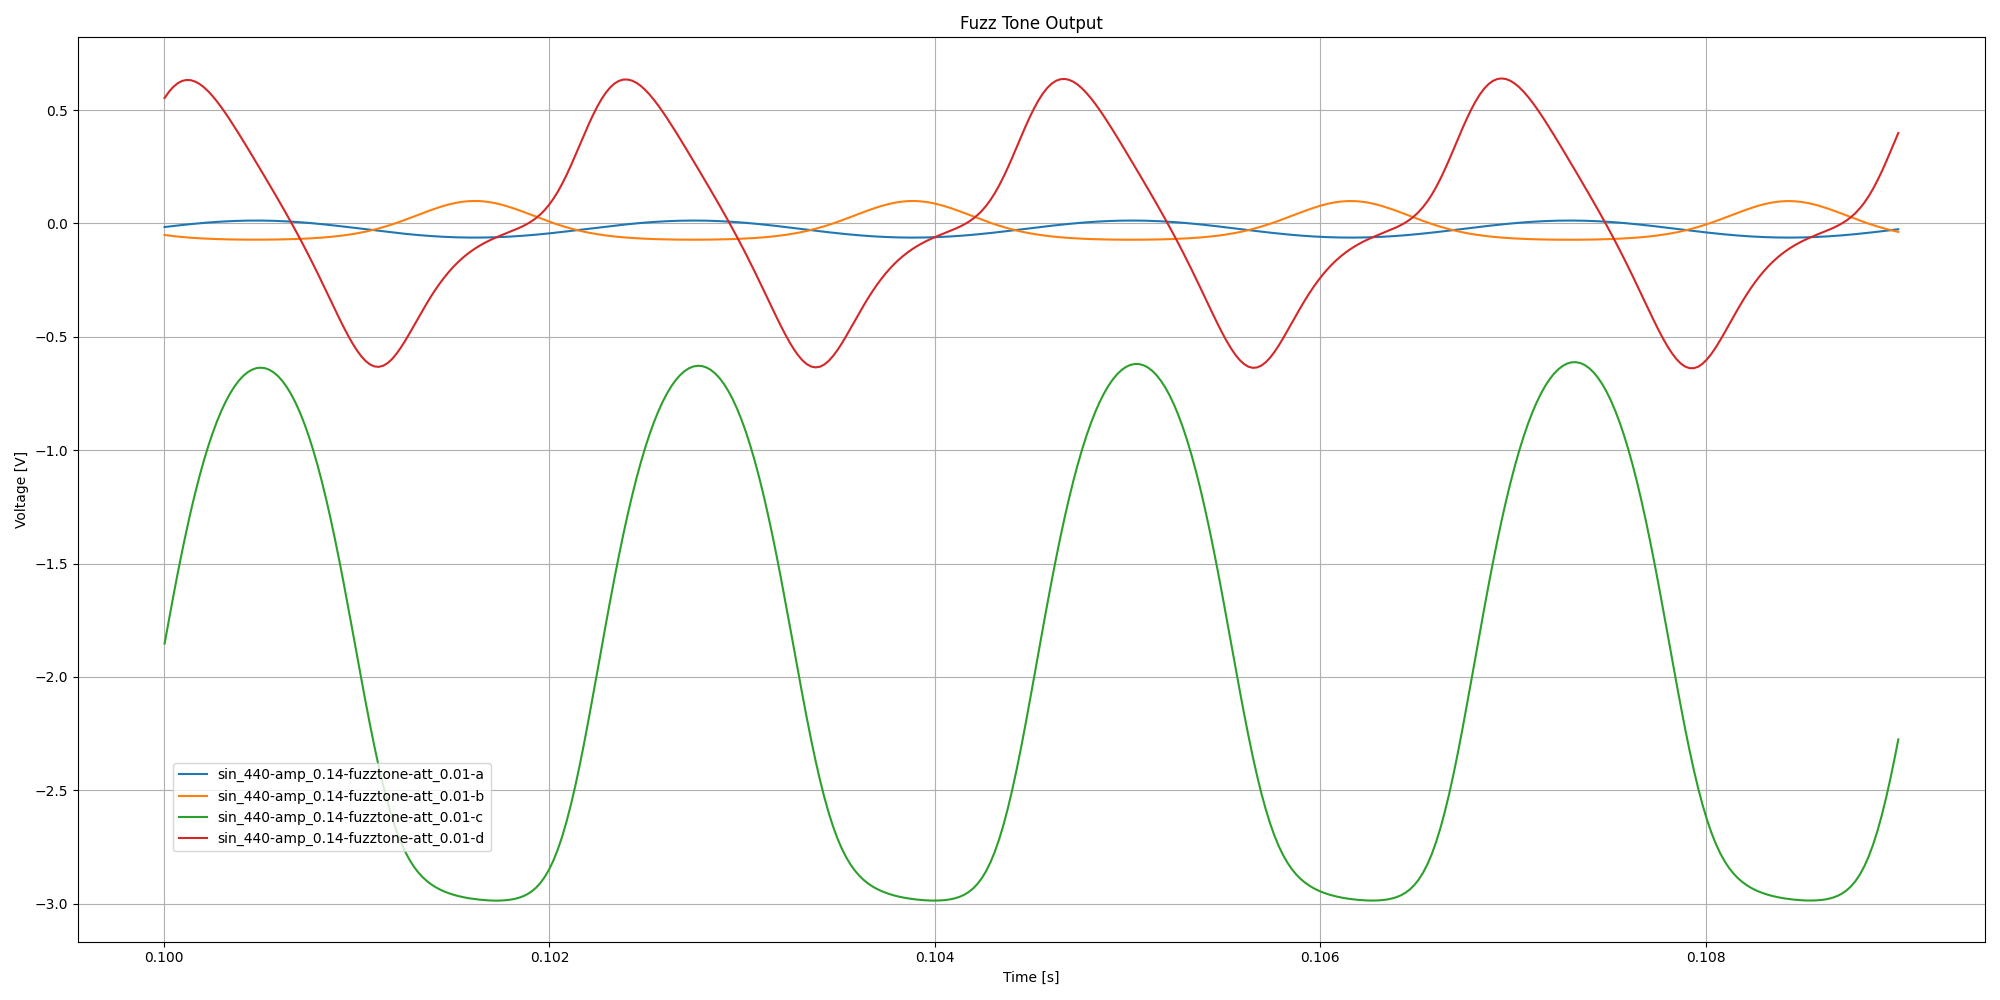 Fuzz Tone Output
Voltage [V]
0.5
0.0
−0.5
−1.0
−1.5
−2.0
−2.5
−3.0
sin_440-amp_0.14-fuzztone-att_0.01-a
sin_440-amp_0.14-fuzztone-att_0.01-b
sin_440-amp_0.14-fuzztone-att_0.01-c
sin_440-amp_0.14-fuzztone-att_0.01-d
0.100 0.102 0.104 0.106 0.108
Time [s]